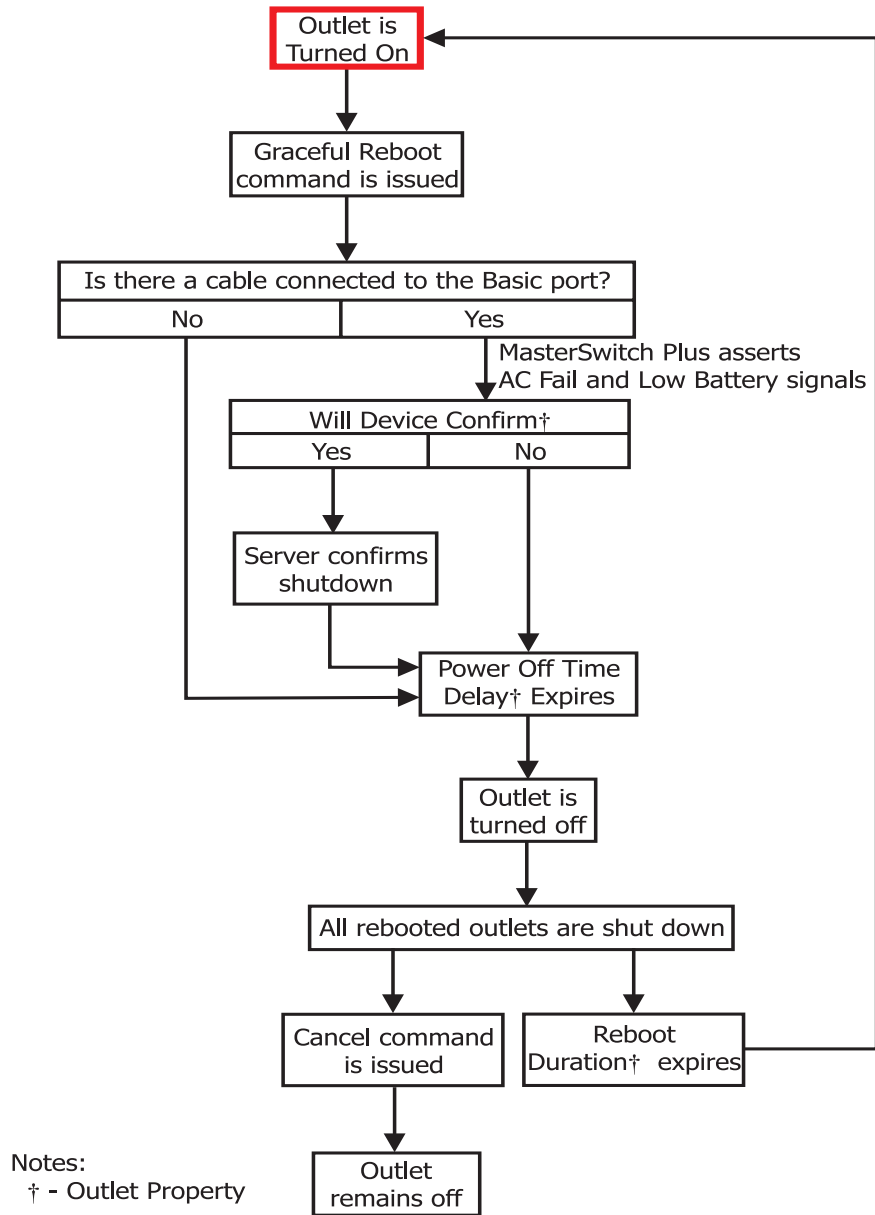 Outlet is
Turned On
Graceful Reboot
command is issued
Is there a cable connected to the Basic port?
No
Yes
MasterSwitch Plus asserts
AC Fail and Low Battery signals
Will Device Confirm†
Yes
No
Server confirms
shutdown
Power Off Time
Delay† Expires
Outlet is
turned off
All rebooted outlets are shut down
Cancel command
is issued
Reboot
Duration† expires
Outlet
remains off
Notes:
† - Outlet Property